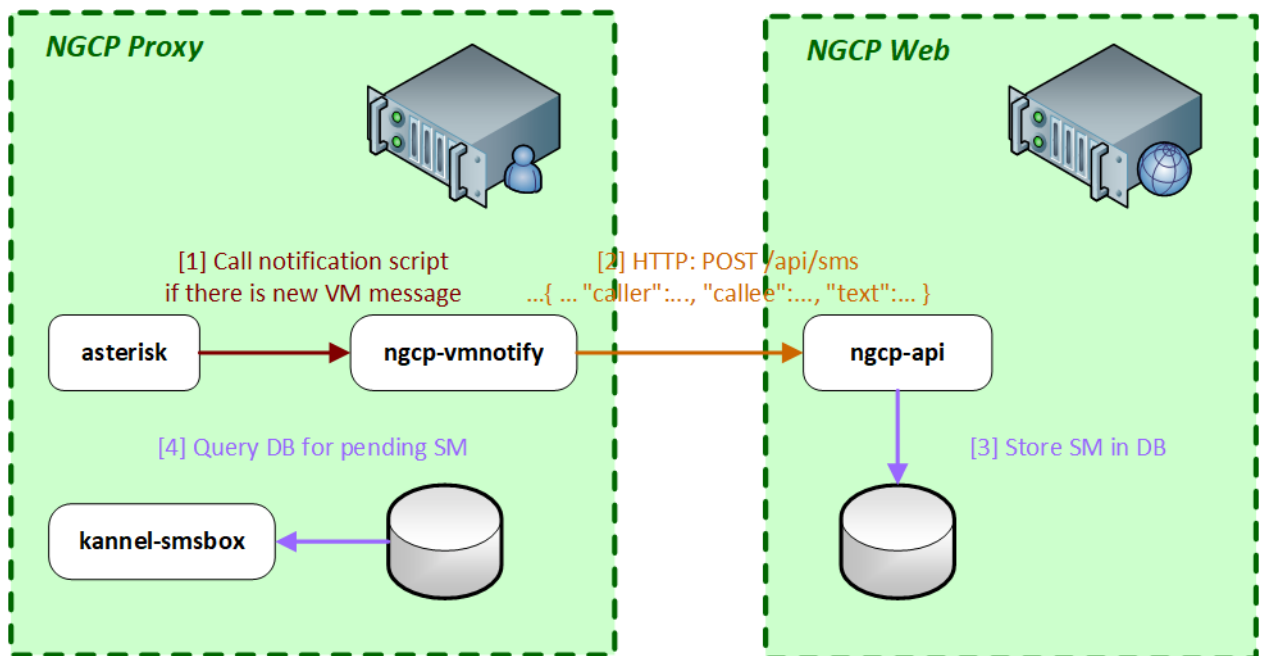 NGCP Proxy
NGCP Web
[1] Call notification script
if there is new VM message
[2] HTTP: POST /api/sms
...{ ... "caller":..., "callee":..., "text":... }
asterisk
ngcp-vmnotify
ngcp-api
[4] Query DB for pending SM
[3] Store SM in DB
kannel-smsbox